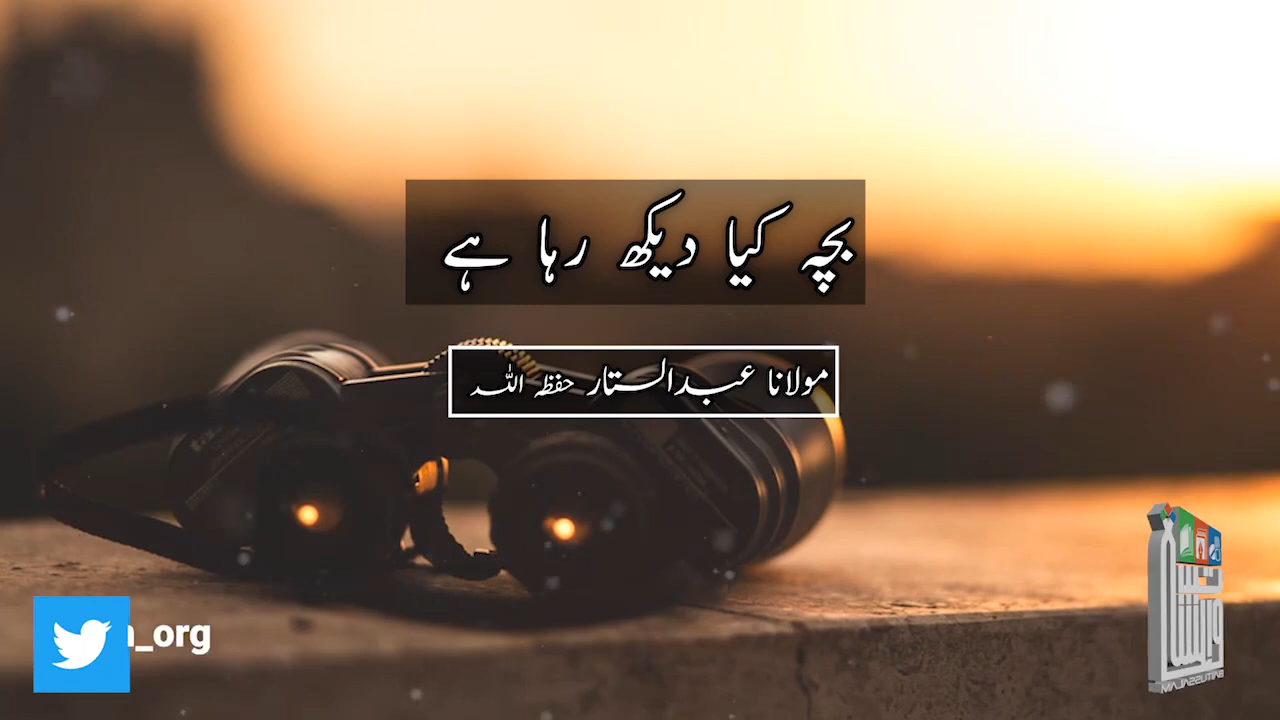 بچہ کیا دیکھ رہا ہے
مولانا عبدالستار حفظہ اللہ
_org